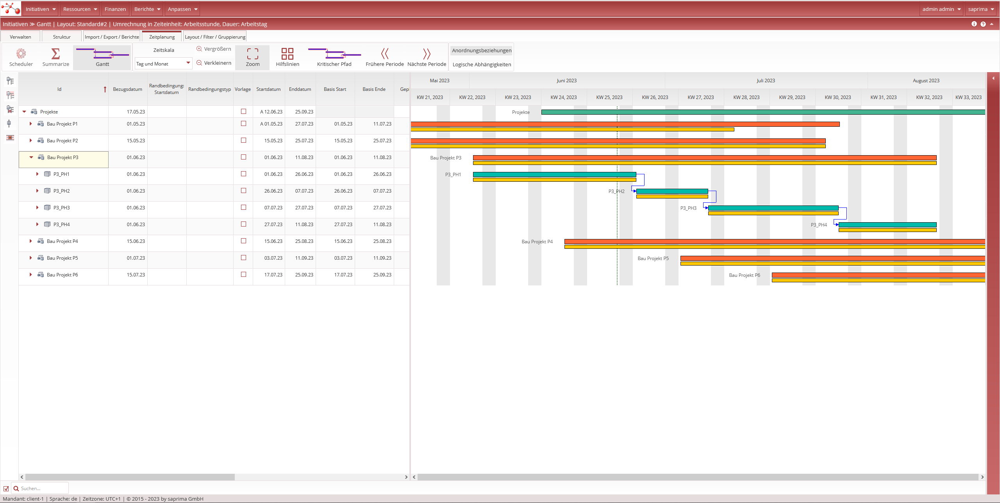 Initiativen Ressourcen Finanzen Berichte Anpassen admin admin saprima
Initiativen ≫ Gantt | Layout: Standard#2 | Umrechnung in Zeiteinheit: Arbeitsstunde, Dauer: Arbeitstag
Verwalten Struktur Import / Export / Berichte Zeitplanung Layout / Filter / Gruppierung
Scheduler Summarize Gantt
Zeitskala
Tag und Monat
Vergrößern
Verkleinern
Zoom Hilfslinien Kritischer Pfad Frühere Periode Nächste Periode
Anordnungsbeziehungen
Logische Abhängigkeiten
Id Bezugsdatum Randbedingung: Startdatum Randbedingungstyp Vorlage Startdatum Enddatum Basis Start Basis Ende Gep
Mai 2023 Juni 2023 Juli 2023 August 2023
KW 21, 2023 KW 22, 2023 KW 23, 2023 KW 24, 2023 KW 25, 2023 KW 26, 2023 KW 27, 2023 KW 28, 2023 KW 29, 2023 KW 30, 2023 KW 31, 2023 KW 32, 2023 KW 33, 2023
Projekte 17.05.23 A 12.06.23 25.09.23 Projekte
Bau Projekt P1 01.05.23 A 01.05.23 27.07.23 01.05.23 11.07.23
Bau Projekt P2 15.05.23 15.05.23 25.07.23 15.05.23 25.07.23
Bau Projekt P3 01.06.23 01.06.23 11.08.23 01.06.23 11.08.23 Bau Projekt P3
P3_PH1 01.06.23 01.06.23 26.06.23 01.06.23 26.06.23 P3_PH1
P3_PH2 01.06.23 26.06.23 07.07.23 26.06.23 07.07.23 P3_PH2
P3_PH3 01.06.23 07.07.23 27.07.23 07.07.23 27.07.23 P3_PH3
P3_PH4 01.06.23 27.07.23 11.08.23 27.07.23 11.08.23 P3_PH4
Bau Projekt P4 15.06.23 15.06.23 25.08.23 15.06.23 25.08.23 Bau Projekt P4
Bau Projekt P5 01.07.23 03.07.23 11.09.23 03.07.23 11.09.23 Bau Projekt P5
Bau Projekt P6 15.07.23 17.07.23 25.09.23 17.07.23 25.09.23 Bau Projekt P6
Suchen...
Mandant: client-1 | Sprache: de | Zeitzone: UTC+1 | © 2015 - 2023 by saprima GmbH